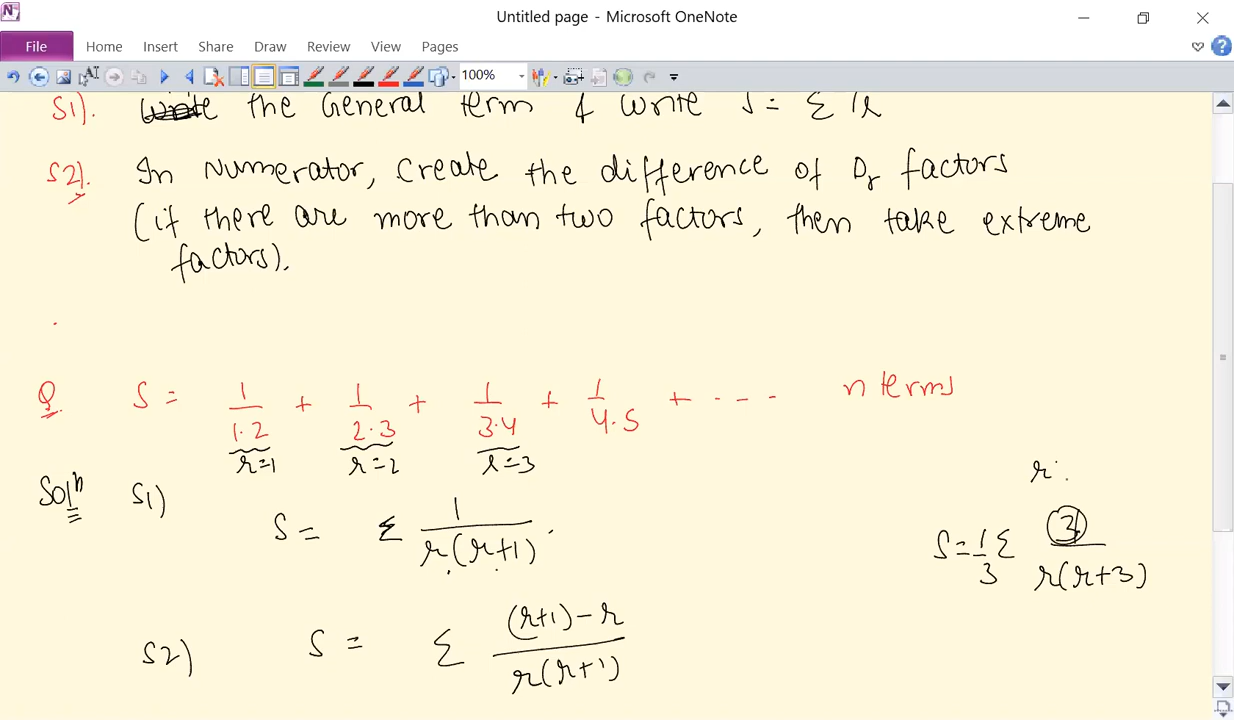 Untitled page - Microsoft OneNote
File Home Insert Share Draw Review View Pages
100%
S1). Write the General term & write S = Σ Tr
S2). In Numerator, create the difference of Dr factors
(if there are more than two factors, then take extreme
factors).
Q. S = 1/(1·2) + 1/(2·3) + 1/(3·4) + 1/(4·5) + - - - n terms
r=1 r=2 r=3
Solⁿ S1) S = Σ 1/(r(r+1))
r
S = 1/3 Σ 3/(r(r+3))
S2) S = Σ ((r+1) - r)/(r(r+1))